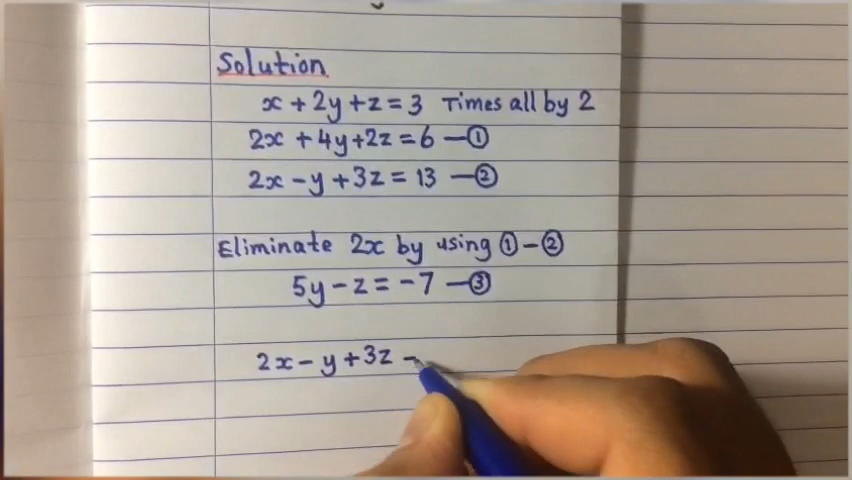 Solution
x + 2y + z = 3 Times all by 2
2x + 4y + 2z = 6 —①
2x - y + 3z = 13 —②
Eliminate 2x by using ① - ②
5y - z = -7 —③
2x - y + 3z -